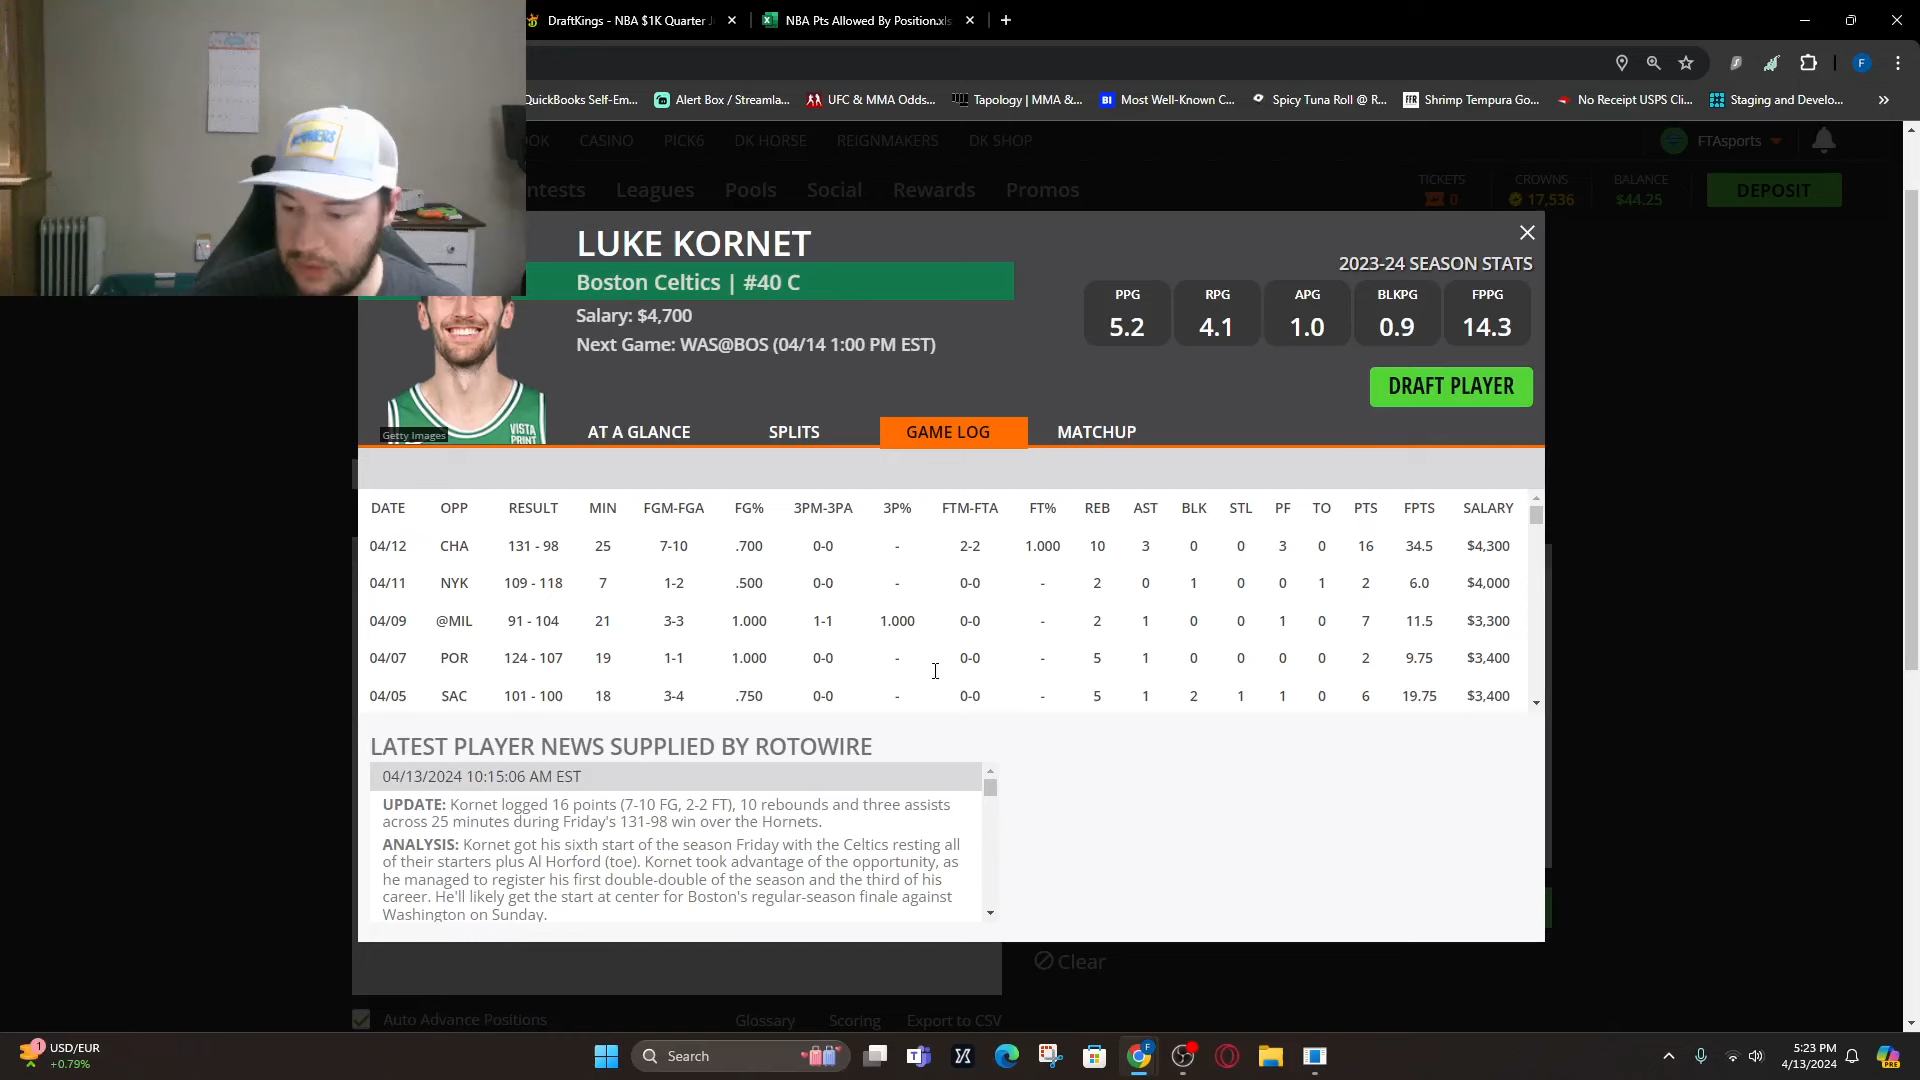 DraftKings - NBA $1K Quarter J
NBA Pts Allowed By Position.xls
F
QuickBooks Self-Em...
Alert Box / Streamla...
UFC & MMA Odds...
Tapology | MMA &...
BI Most Well-Known C...
Spicy Tuna Roll @ R...
FFR Shrimp Tempura Go...
No Receipt USPS Cli...
Staging and Develo...
OOK CASINO PICK6 DK HORSE REIGNMAKERS DK SHOP
FTAsports
ntests Leagues Pools Social Rewards Promos
TICKETS 0
CROWNS 17,536
BALANCE $44.25
DEPOSIT
LUKE KORNET
Boston Celtics | #40 C
Salary: $4,700
Next Game: WAS@BOS (04/14 1:00 PM EST)
2023-24 SEASON STATS
PPG RPG APG BLKPG FPPG
5.2 4.1 1.0 0.9 14.3
DRAFT PLAYER
VISTA
PRINT
Getty Images
AT A GLANCE SPLITS GAME LOG MATCHUP
DATE OPP RESULT MIN FGM-FGA FG% 3PM-3PA 3P% FTM-FTA FT% REB AST BLK STL PF TO PTS FPTS SALARY
04/12 CHA 131 - 98 25 7-10 .700 0-0 - 2-2 1.000 10 3 0 0 3 0 16 34.5 $4,300
04/11 NYK 109 - 118 7 1-2 .500 0-0 - 0-0 - 2 0 1 0 0 1 2 6.0 $4,000
04/09 @MIL 91 - 104 21 3-3 1.000 1-1 1.000 0-0 - 2 1 0 0 1 0 7 11.5 $3,300
04/07 POR 124 - 107 19 1-1 1.000 0-0 - 0-0 - 5 1 0 0 0 0 2 9.75 $3,400
04/05 SAC 101 - 100 18 3-4 .750 0-0 - 0-0 - 5 1 2 1 1 0 6 19.75 $3,400
LATEST PLAYER NEWS SUPPLIED BY ROTOWIRE
04/13/2024 10:15:06 AM EST
UPDATE: Kornet logged 16 points (7-10 FG, 2-2 FT), 10 rebounds and three assists
across 25 minutes during Friday's 131-98 win over the Hornets.
ANALYSIS: Kornet got his sixth start of the season Friday with the Celtics resting all
of their starters plus Al Horford (toe). Kornet took advantage of the opportunity, as
he managed to register his first double-double of the season and the third of his
career. He'll likely get the start at center for Boston's regular-season finale against
Washington on Sunday.
Clear
Auto Advance Positions
Glossary Scoring Export to CSV
1
USD/EUR
+0.79%
Search
5:23 PM
4/13/2024